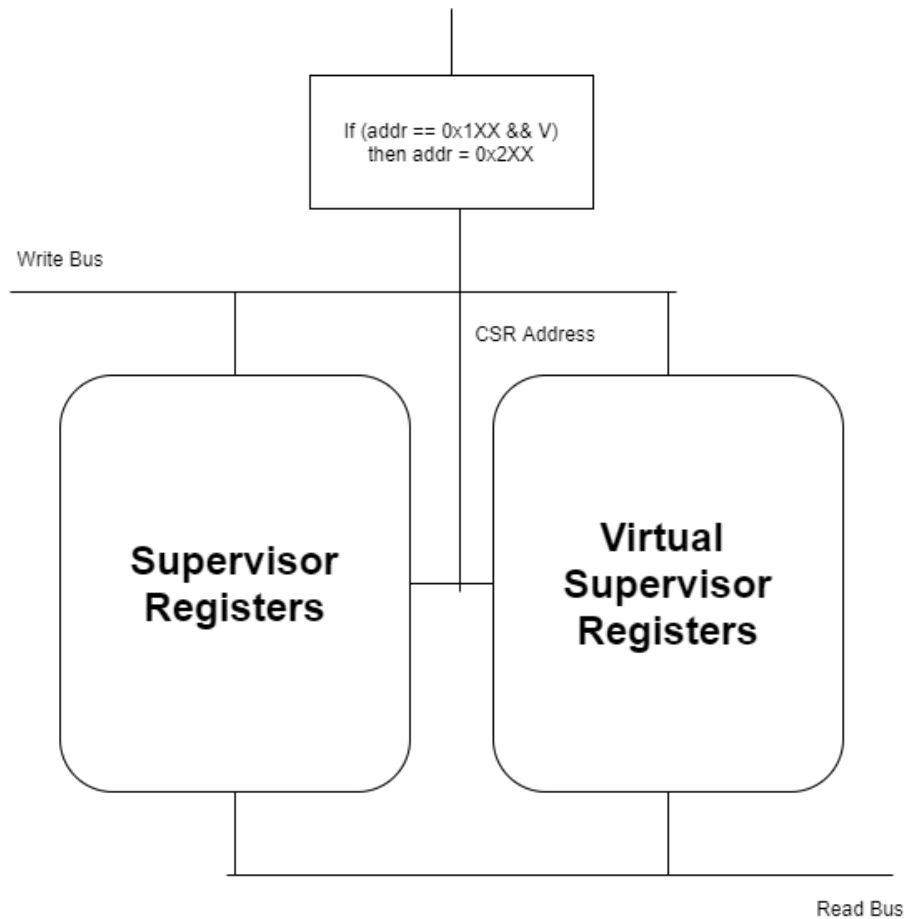 If (addr == 0x1XX && V)
then addr = 0x2XX
Write Bus
CSR Address
Supervisor
Registers
Virtual
Supervisor
Registers
Read Bus